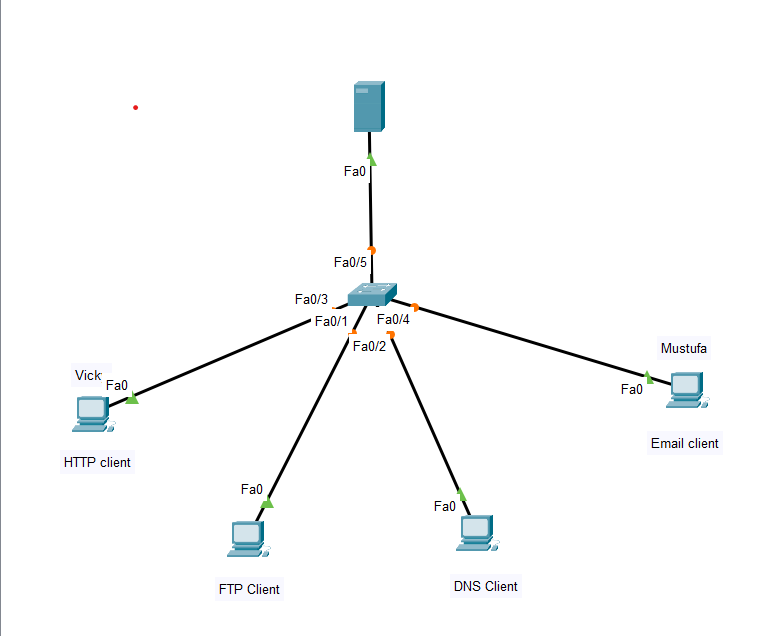 Fa0
Fa0/5
Fa0/3
Fa0/1
Fa0/4
Fa0/2
Mustufa
Vick
Fa0
Fa0
Email client
HTTP client
Fa0
Fa0
FTP Client
DNS Client